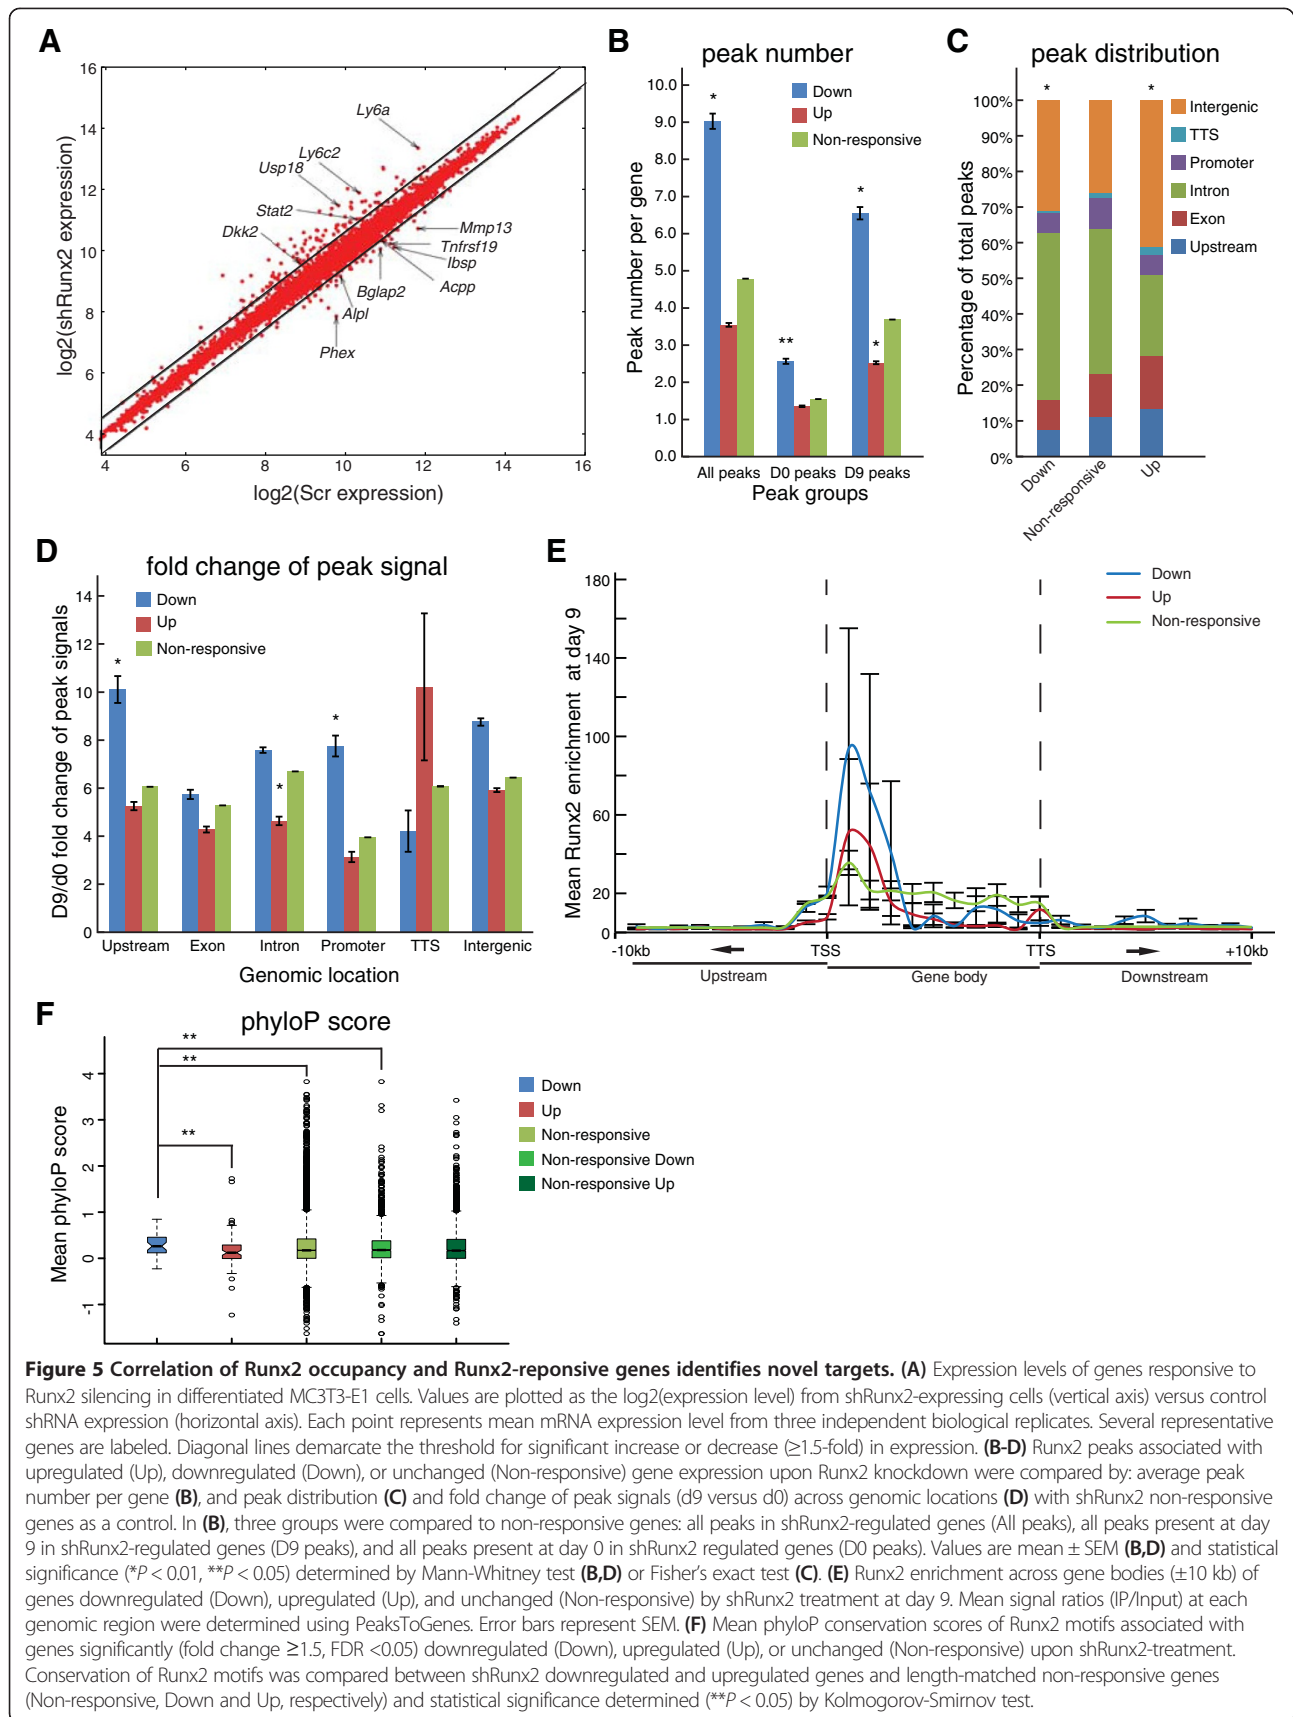 A
16
14
12
10
8
6
4
4
6
8
10
12
14
16
log2(shRunx2 expression)
log2(Scr expression)
Ly6a
Ly6c2
Usp18
Stat2
Dkk2
Mmp13
Tnfrsf19
Ibsp
Acpp
Bglap2
Alpl
Phex
B
peak number
Down
Up
Non-responsive
10.0
9.0
8.0
7.0
6.0
5.0
4.0
3.0
2.0
1.0
0.0
*
**
*
*
Peak number per gene
All peaks D0 peaks D9 peaks
Peak groups
C
peak distribution
* *
100%
90%
80%
70%
60%
50%
40%
30%
20%
10%
0%
Percentage of total peaks
Intergenic
TTS
Promoter
Intron
Exon
Upstream
Down
Non-responsive
Up
D
fold change of peak signal
Down
Up
Non-responsive
14
12
10
8
6
4
2
0
*
*
*
D9/d0 fold change of peak signals
Upstream Exon Intron Promoter TTS Intergenic
Genomic location
E
180
140
100
60
20
0
Mean Runx2 enrichment at day 9
Down
Up
Non-responsive
-10kb TSS TTS +10kb
Upstream Gene body Downstream
F
phyloP score
**
**
**
4
3
2
1
0
-1
Mean phyloP score
Down
Up
Non-responsive
Non-responsive Down
Non-responsive Up
Figure 5 Correlation of Runx2 occupancy and Runx2-reponsive genes identifies novel targets. (A) Expression levels of genes responsive to
Runx2 silencing in differentiated MC3T3-E1 cells. Values are plotted as the log2(expression level) from shRunx2-expressing cells (vertical axis) versus control
shRNA expression (horizontal axis). Each point represents mean mRNA expression level from three independent biological replicates. Several representative
genes are labeled. Diagonal lines demarcate the threshold for significant increase or decrease (≥1.5-fold) in expression. (B-D) Runx2 peaks associated with
upregulated (Up), downregulated (Down), or unchanged (Non-responsive) gene expression upon Runx2 knockdown were compared by: average peak
number per gene (B), and peak distribution (C) and fold change of peak signals (d9 versus d0) across genomic locations (D) with shRunx2 non-responsive
genes as a control. In (B), three groups were compared to non-responsive genes: all peaks in shRunx2-regulated genes (All peaks), all peaks present at day
9 in shRunx2-regulated genes (D9 peaks), and all peaks present at day 0 in shRunx2 regulated genes (D0 peaks). Values are mean ± SEM (B,D) and statistical
significance (*P < 0.01, **P < 0.05) determined by Mann-Whitney test (B,D) or Fisher's exact test (C). (E) Runx2 enrichment across gene bodies (±10 kb) of
genes downregulated (Down), upregulated (Up), and unchanged (Non-responsive) by shRunx2 treatment at day 9. Mean signal ratios (IP/Input) at each
genomic region were determined using PeaksToGenes. Error bars represent SEM. (F) Mean phyloP conservation scores of Runx2 motifs associated with
genes significantly (fold change ≥1.5, FDR <0.05) downregulated (Down), upregulated (Up), or unchanged (Non-responsive) upon shRunx2-treatment.
Conservation of Runx2 motifs was compared between shRunx2 downregulated and upregulated genes and length-matched non-responsive genes
(Non-responsive, Down and Up, respectively) and statistical significance determined (**P < 0.05) by Kolmogorov-Smirnov test.